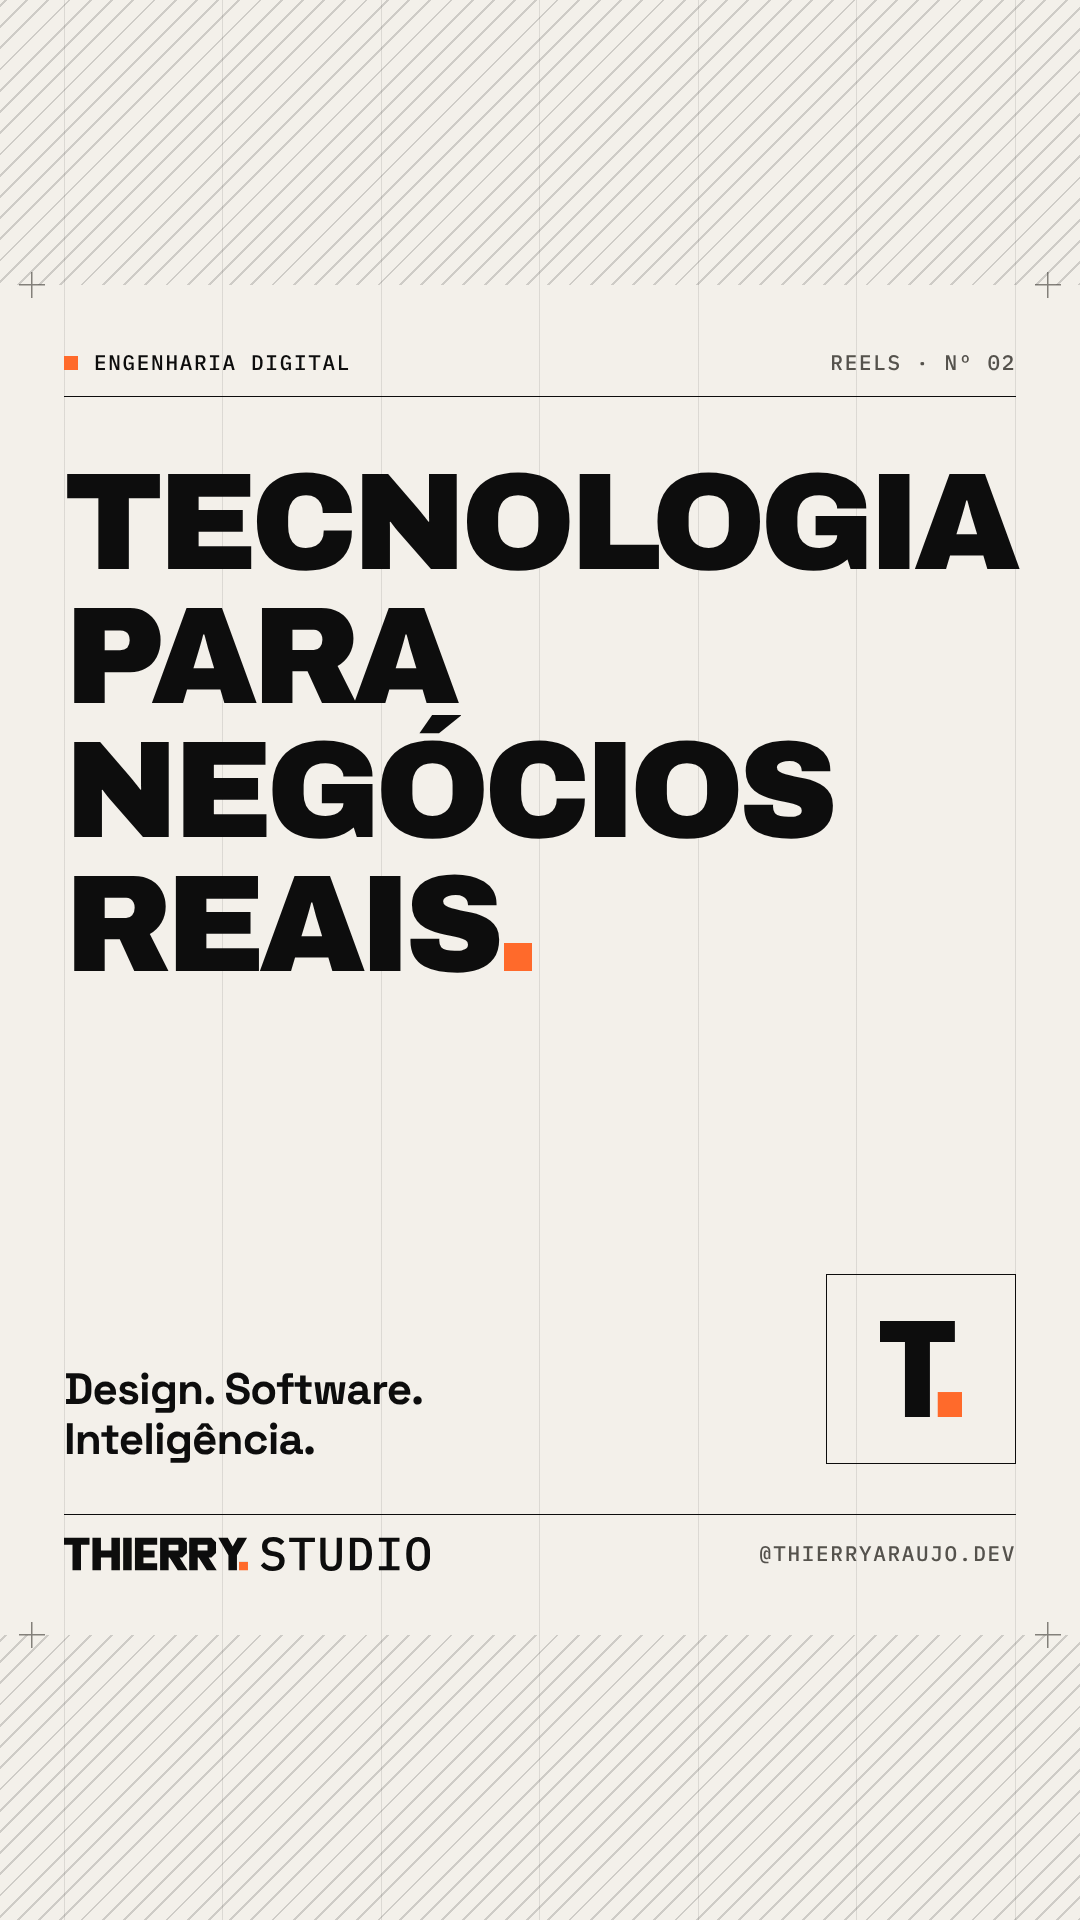 ENGENHARIA DIGITAL
REELS · Nº 02
TECNOLOGIA
PARA
NEGÓCIOS
REAIS.
T.
Design. Software.
Inteligência.
THIERRY. STUDIO
@THIERRYARAUJO.DEV